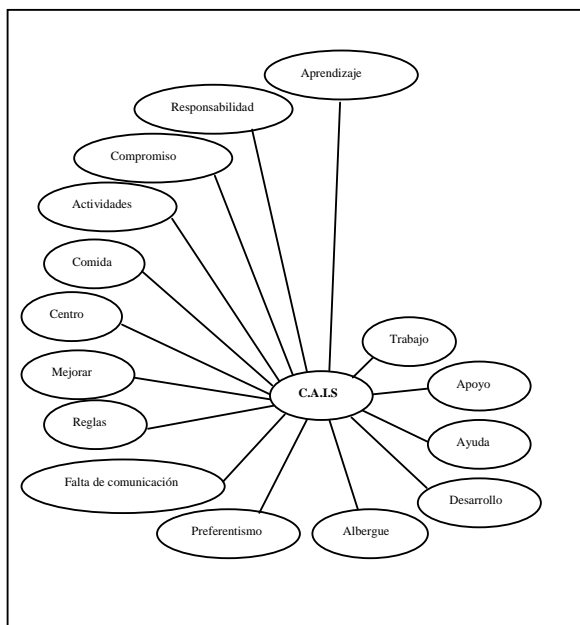 Aprendizaje
Responsabilidad
Compromiso
Actividades
Comida
Centro
Trabajo
Mejorar
C.A.I.S
Apoyo
Reglas
Ayuda
Falta de comunicación
Desarrollo
Preferentismo
Albergue